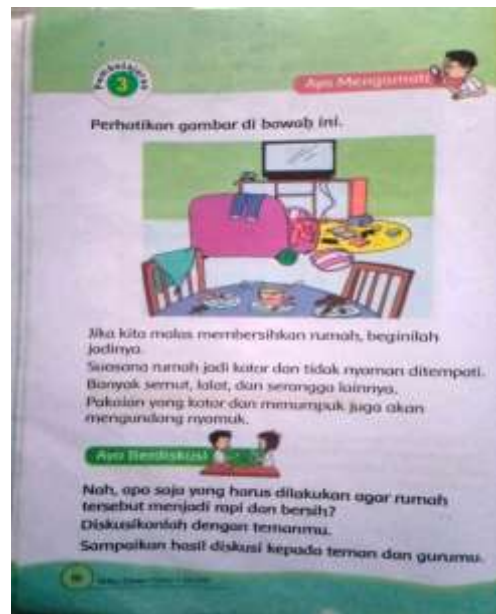 Pembelajaran
3
Ayo Mengamati
Perhatikan gambar di bawah ini.
Jika kita malas membersihkan rumah, beginilah
jadinya.
Suasana rumah jadi kotor dan tidak nyaman ditempati.
Banyak semut, lalat, dan serangga lainnya.
Pakaian yang kotor dan menumpuk juga akan
mengundang nyamuk.
Ayo Berdiskusi
Nah, apa saja yang harus dilakukan agar rumah
tersebut menjadi rapi dan bersih?
Diskusikanlah dengan temanmu.
Sampaikan hasil diskusi kepada teman dan gurumu.